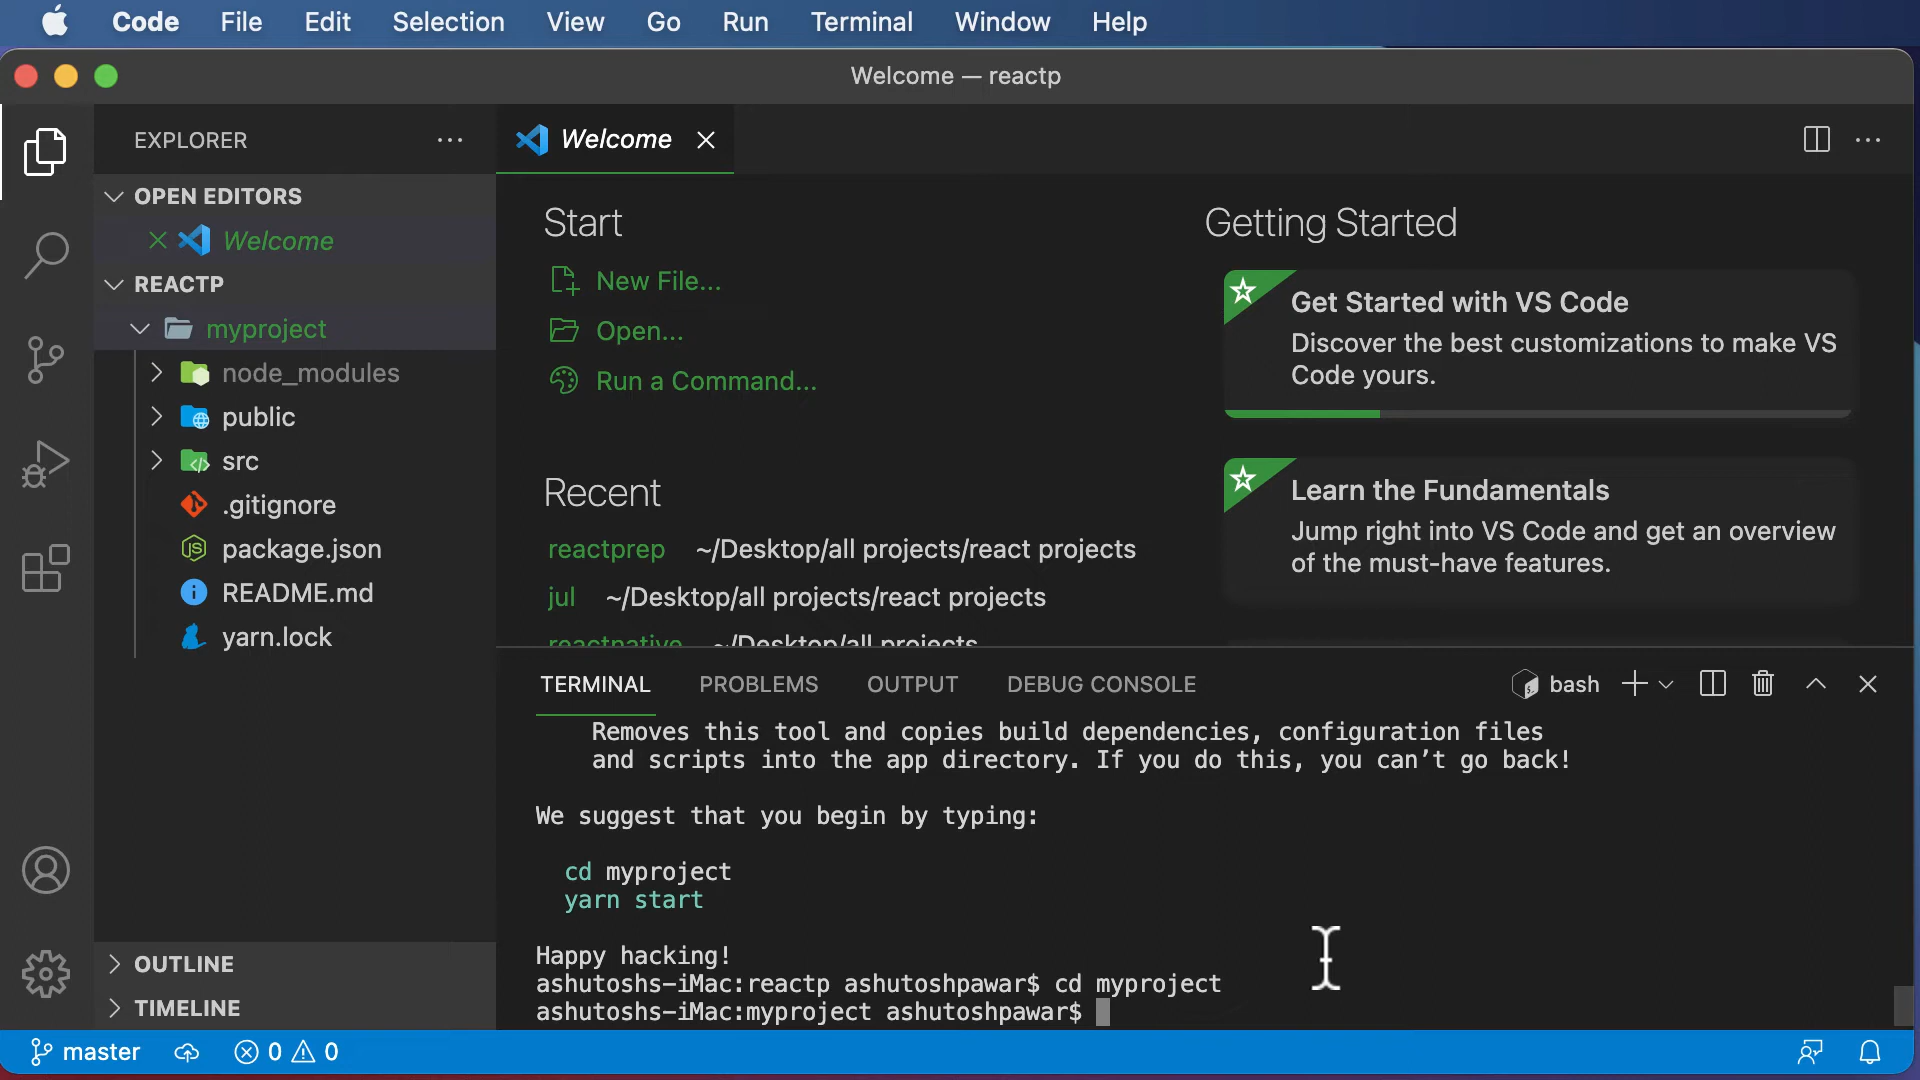 Code File Edit Selection View Go Run Terminal Window Help
Welcome — reactp
EXPLORER
Welcome
OPEN EDITORS
Welcome
REACTP
myproject
node_modules
public
src
.gitignore
package.json
README.md
yarn.lock
OUTLINE
TIMELINE
Start
New File...
Open...
Run a Command...
Recent
reactprep ~/Desktop/all projects/react projects
jul ~/Desktop/all projects/react projects
reactnative ~/Desktop/all projects
Getting Started
Get Started with VS Code
Discover the best customizations to make VS
Code yours.
Learn the Fundamentals
Jump right into VS Code and get an overview
of the must-have features.
TERMINAL PROBLEMS OUTPUT DEBUG CONSOLE
bash
Removes this tool and copies build dependencies, configuration files
and scripts into the app directory. If you do this, you can’t go back!
We suggest that you begin by typing:
cd myproject
yarn start
Happy hacking!
ashutoshs-iMac:reactp ashutoshpawar$ cd myproject
ashutoshs-iMac:myproject ashutoshpawar$
master 0 0